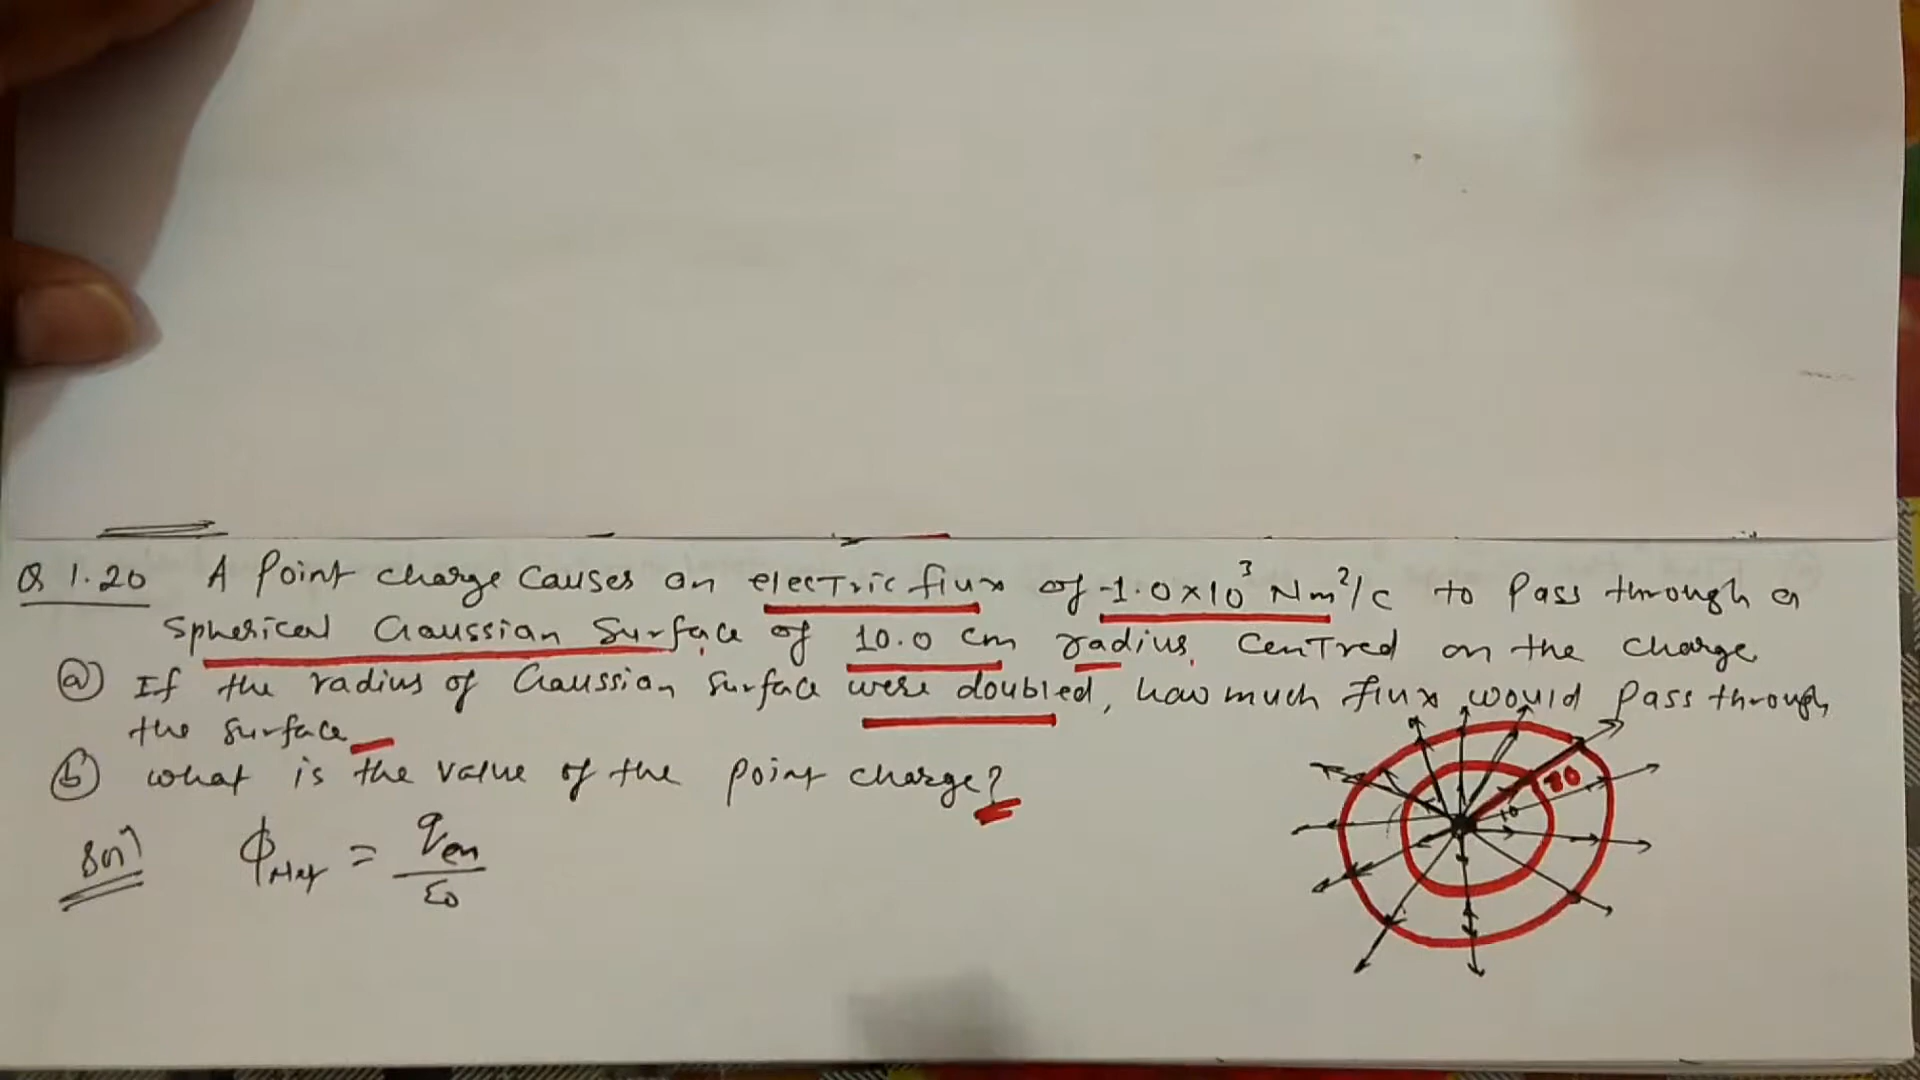 Q 1.20 A Point charge causes an electric flux of -1.0×10³ Nm²/c to pass through a
Spherical Gaussian Surface of 10.0 cm radius, centred on the charge
(a) If the radius of Gaussian surface were doubled, how much flux would pass through
the surface
(b) what is the value of the point charge?
Solⁿ ϕ_Net = q_en / ε₀
20
10